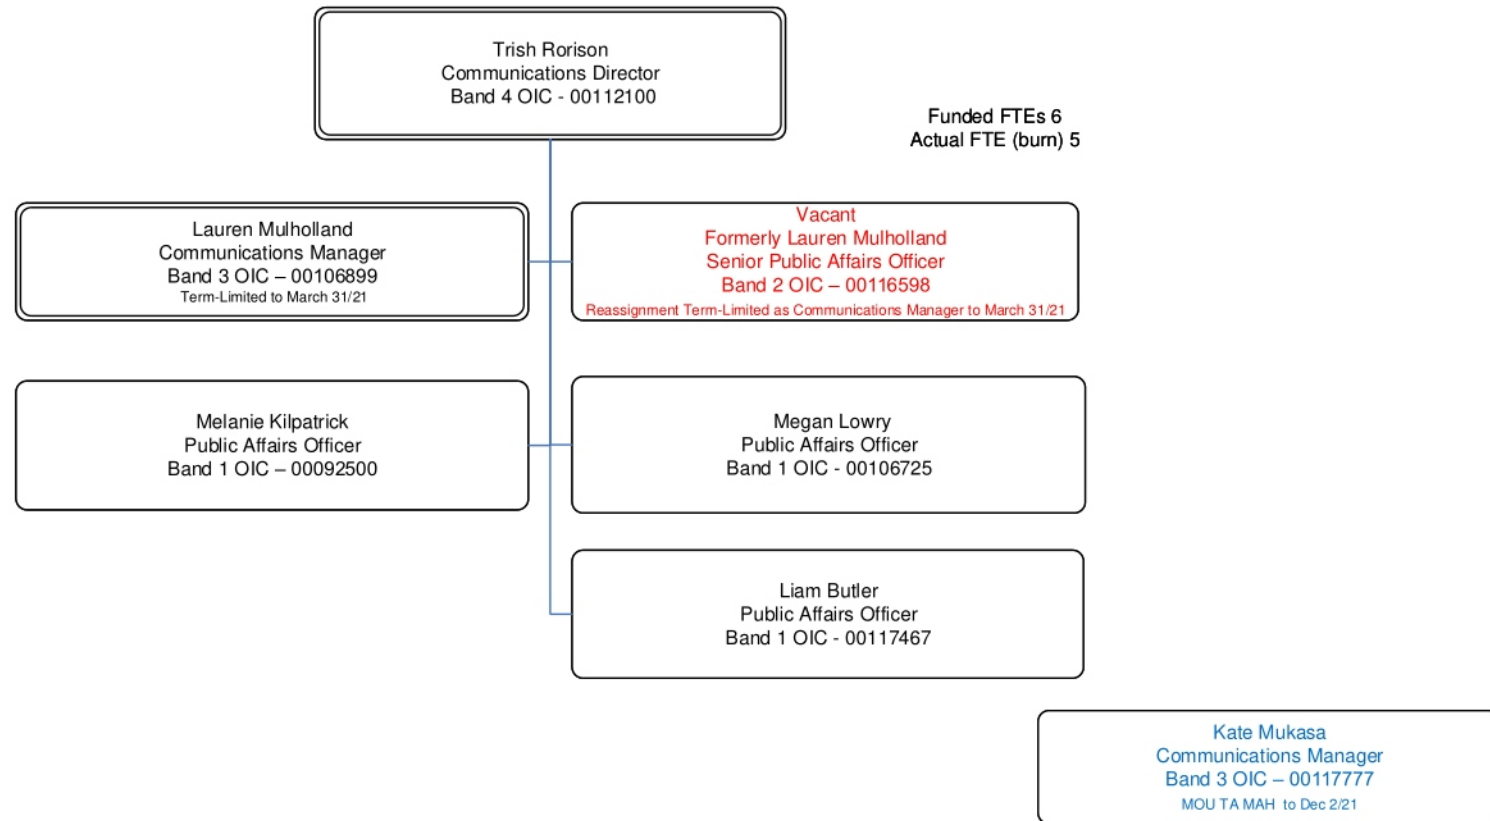 Trish Rorison
Communications Director
Band 4 OIC - 00112100
Funded FTEs 6
Actual FTE (burn) 5
Lauren Mulholland
Communications Manager
Band 3 OIC – 00106899
Term-Limited to March 31/21
Vacant
Formerly Lauren Mulholland
Senior Public Affairs Officer
Band 2 OIC – 00116598
Reassignment Term-Limited as Communications Manager to March 31/21
Melanie Kilpatrick
Public Affairs Officer
Band 1 OIC – 00092500
Megan Lowry
Public Affairs Officer
Band 1 OIC - 00106725
Liam Butler
Public Affairs Officer
Band 1 OIC - 00117467
Kate Mukasa
Communications Manager
Band 3 OIC – 00117777
MOU TA MAH to Dec 2/21